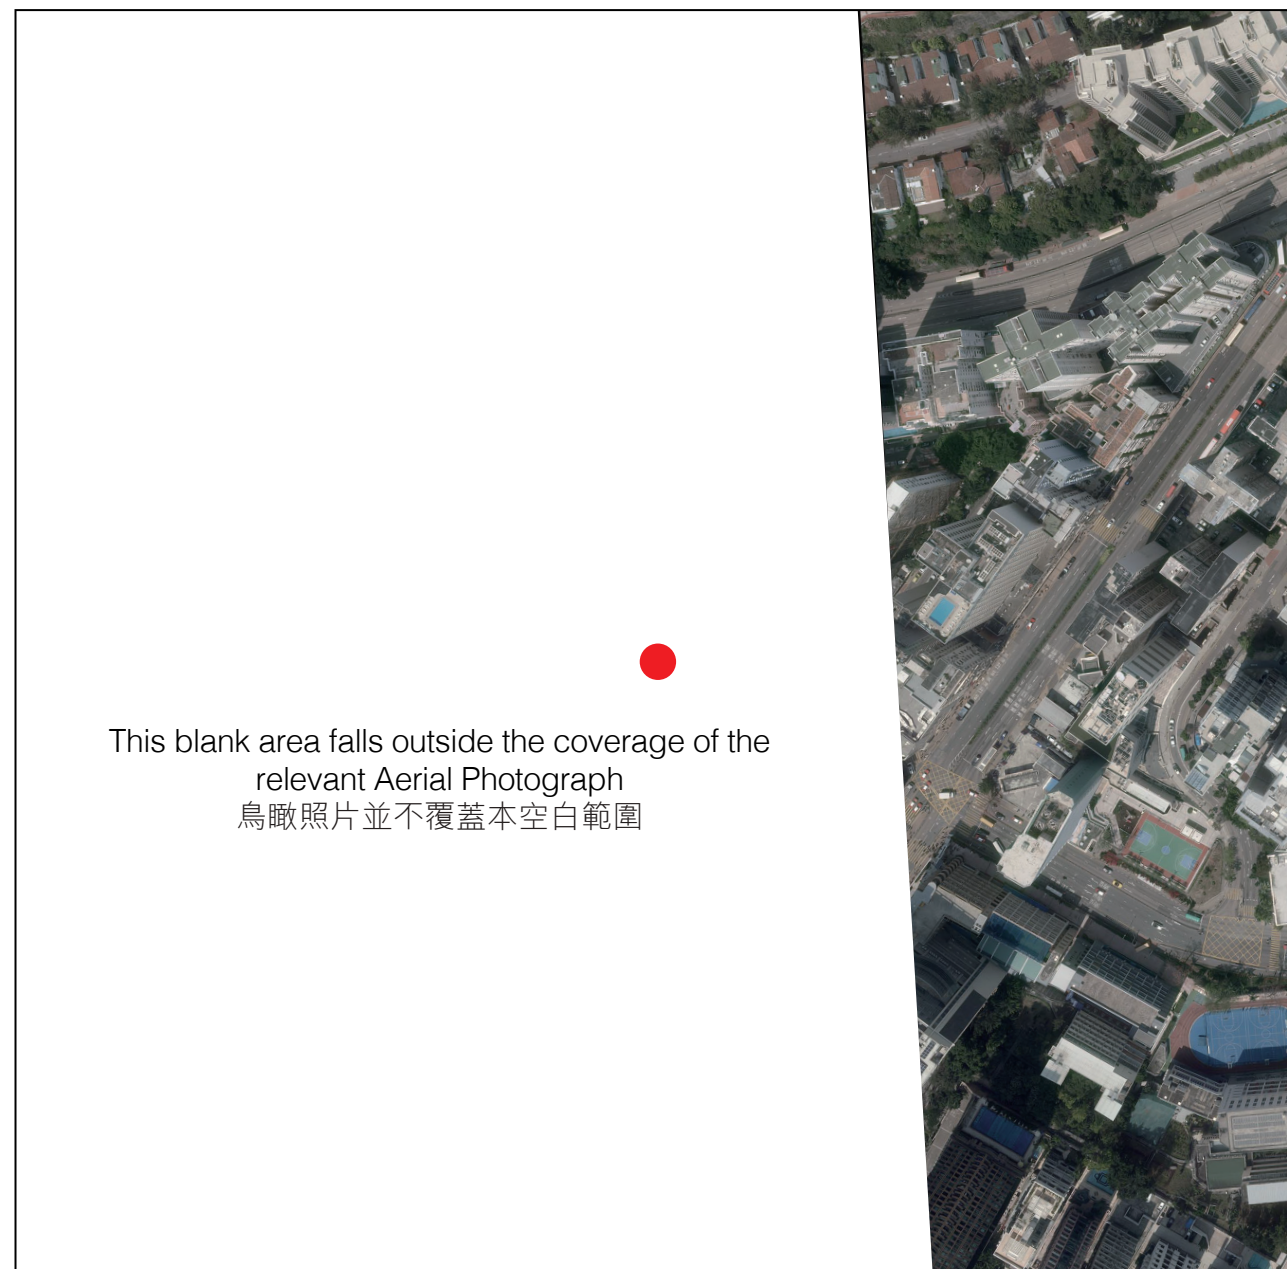 This blank area falls outside the coverage of the
relevant Aerial Photograph
鳥瞰照片並不覆蓋本空白範圍